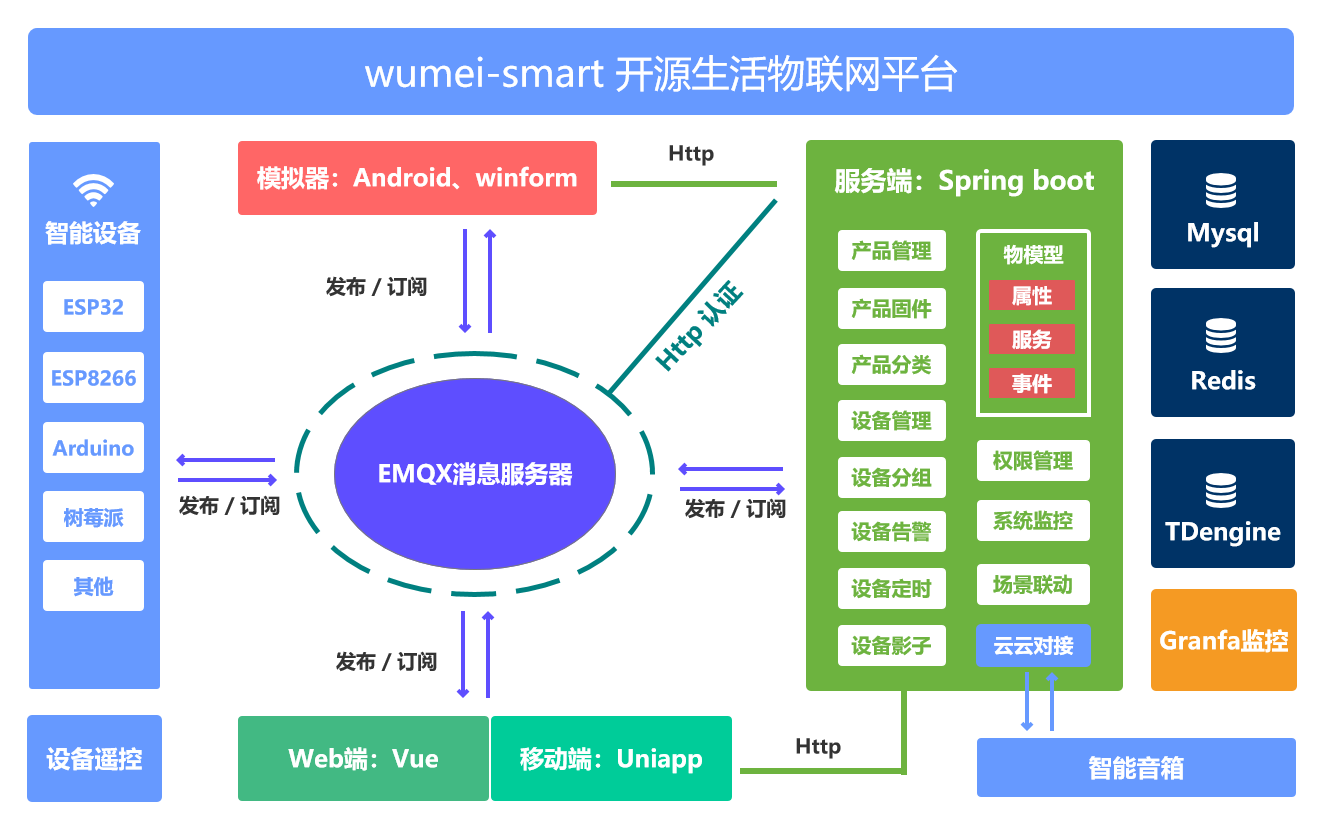 wumei-smart 开源生活物联网平台
智能设备
ESP32
ESP8266
Arduino
树莓派
其他
设备遥控
模拟器：Android、winform
Http
发布 / 订阅
Http 认证
EMQX消息服务器
发布 / 订阅
发布 / 订阅
发布 / 订阅
Web端：Vue
移动端：Uniapp
Http
服务端：Spring boot
产品管理
产品固件
产品分类
设备管理
设备分组
设备告警
设备定时
设备影子
物模型
属性
服务
事件
权限管理
系统监控
场景联动
云云对接
智能音箱
Mysql
Redis
TDengine
Granfa监控